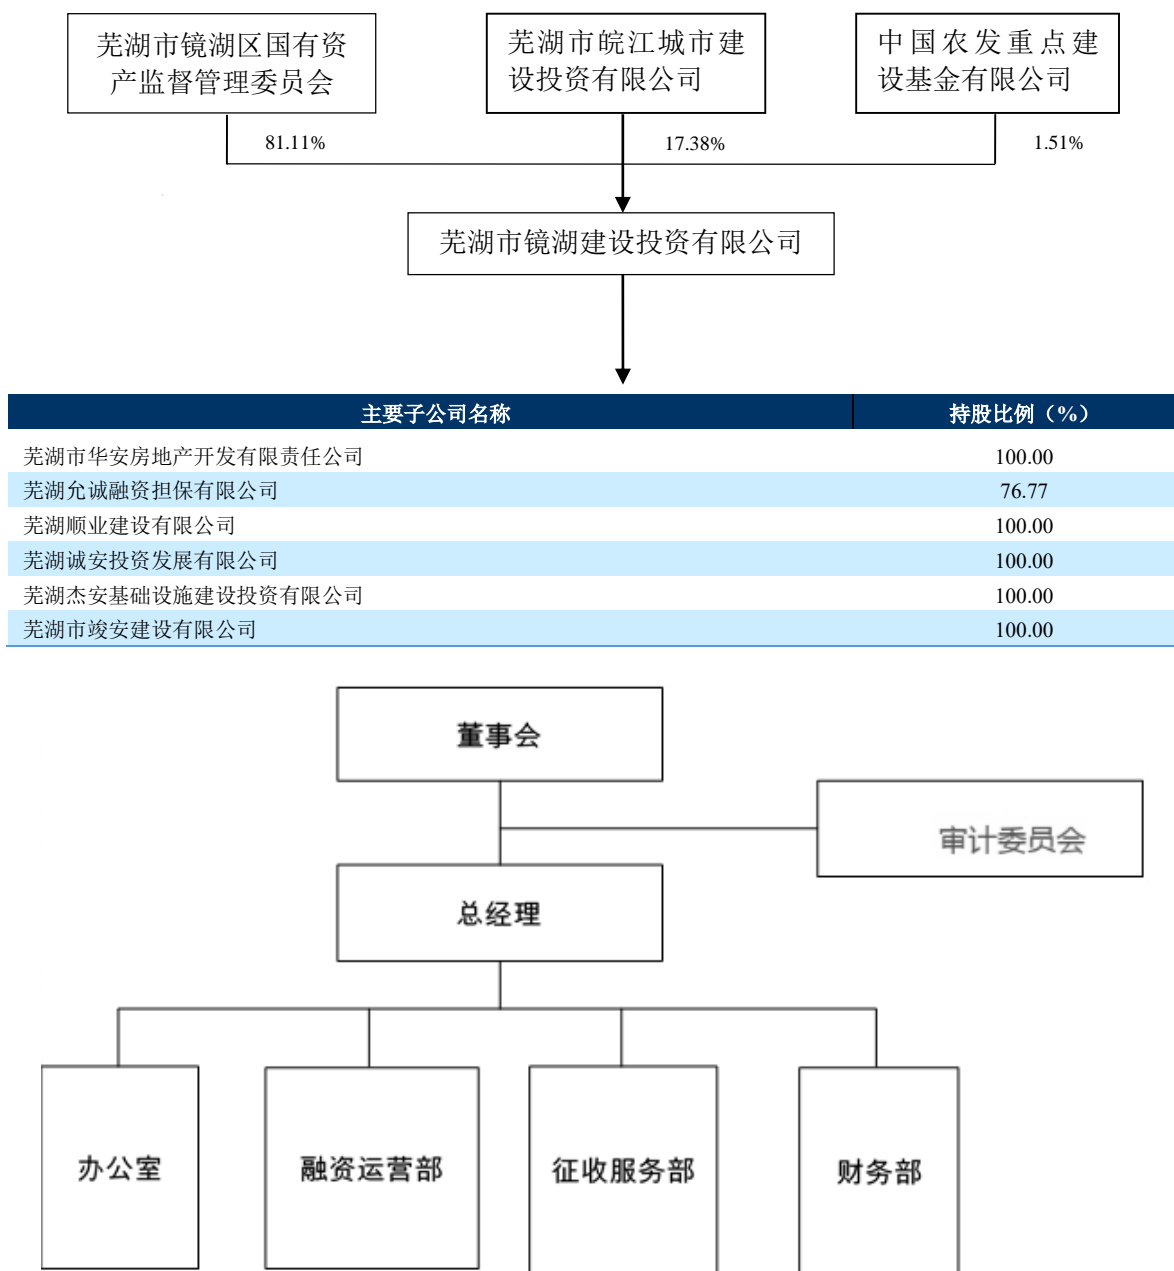 芜湖市镜湖区国有资
产监督管理委员会
芜湖市皖江城市建
设投资有限公司
中国农发重点建
设基金有限公司
81.11%
17.38%
1.51%
芜湖市镜湖建设投资有限公司
主要子公司名称 持股比例（%）
芜湖市华安房地产开发有限责任公司 100.00
芜湖允诚融资担保有限公司 76.77
芜湖顺业建设有限公司 100.00
芜湖诚安投资发展有限公司 100.00
芜湖杰安基础设施建设投资有限公司 100.00
芜湖市竣安建设有限公司 100.00
董事会
审计委员会
总经理
办公室
融资运营部
征收服务部
财务部